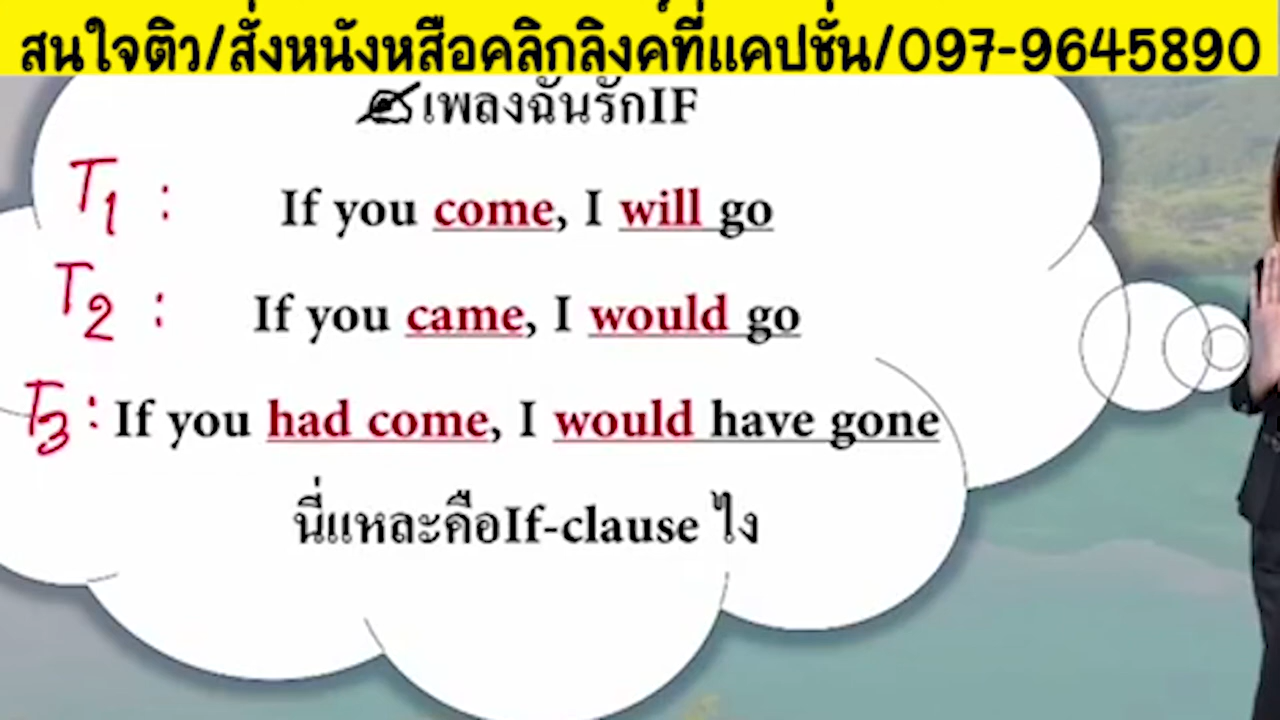 สนใจติว/สั่งหนังหสือคลิกลิงค์ที่แคปชั่น/097-9645890
✍เพลงฉันรักIF
T1 : If you come, I will go
T2 : If you came, I would go
T3 : If you had come, I would have gone
นี่แหละคือIf-clause ไง